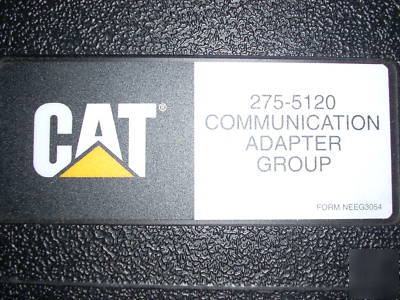 CAT®
275-5120
COMMUNICATION
ADAPTER
GROUP
FORM NEEG3054